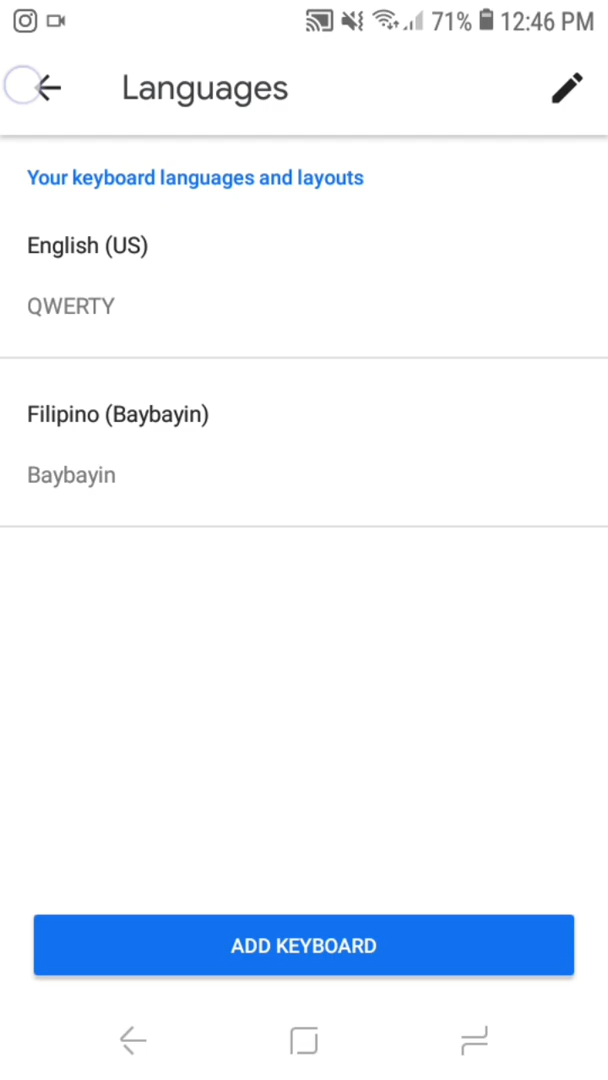 71% 12:46 PM
Languages
Your keyboard languages and layouts
English (US)
QWERTY
Filipino (Baybayin)
Baybayin
ADD KEYBOARD